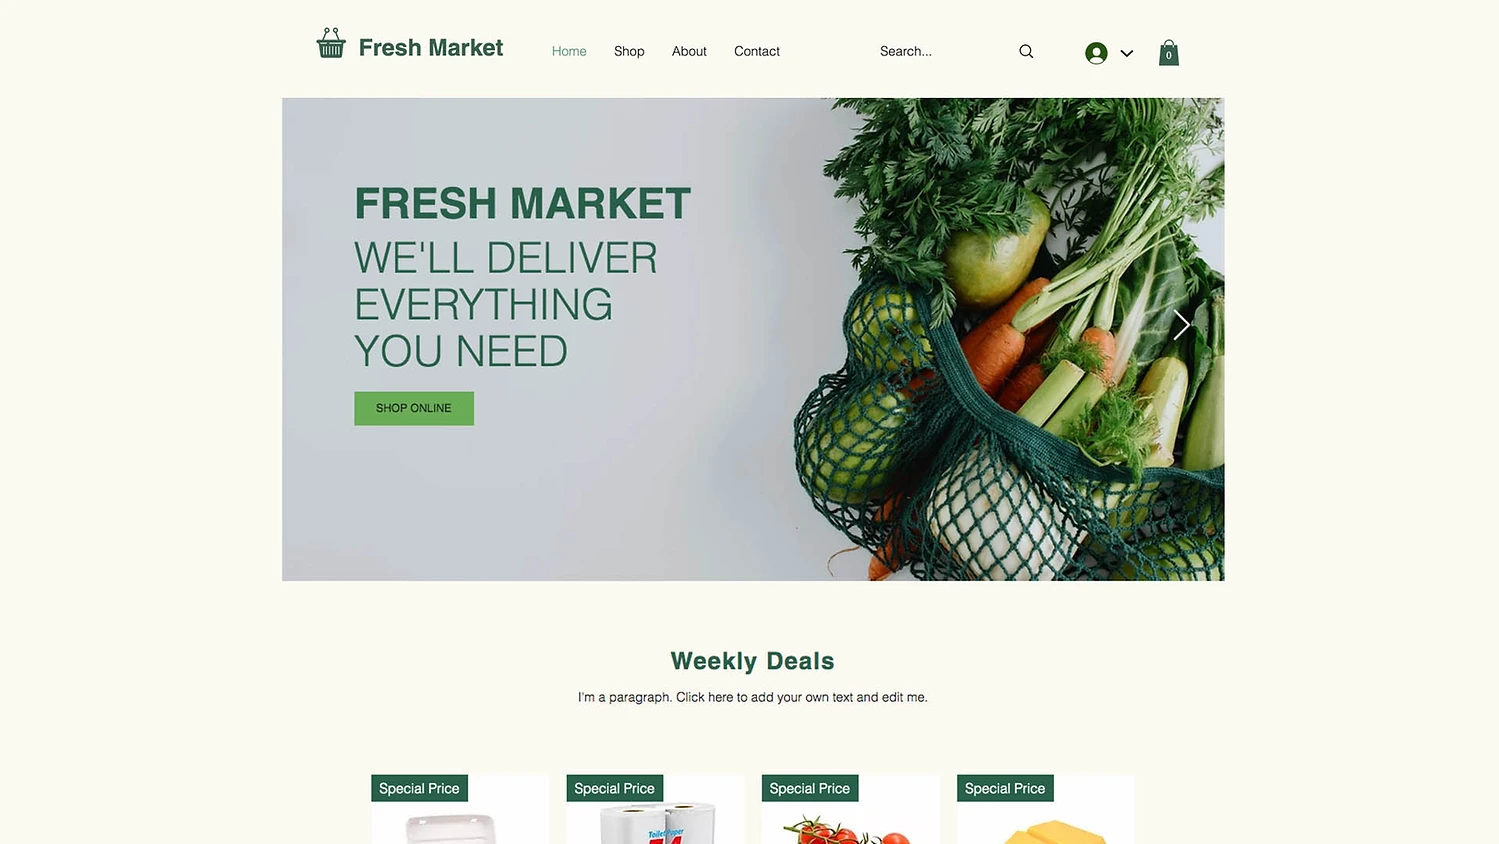 Fresh Market
Home Shop About Contact
Search...
0
FRESH MARKET
WE'LL DELIVER
EVERYTHING
YOU NEED
SHOP ONLINE
Weekly Deals
I'm a paragraph. Click here to add your own text and edit me.
Special Price
Special Price
Special Price
Special Price
Toilet Paper